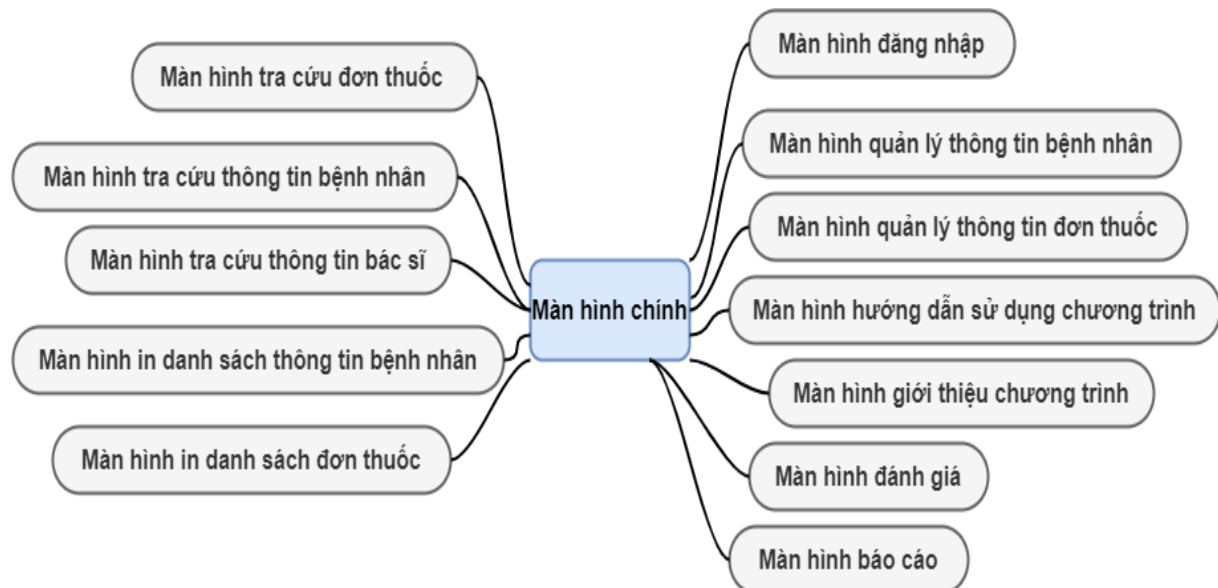 Màn hình tra cứu đơn thuốc
Màn hình tra cứu thông tin bệnh nhân
Màn hình tra cứu thông tin bác sĩ
Màn hình in danh sách thông tin bệnh nhân
Màn hình in danh sách đơn thuốc
Màn hình chính
Màn hình đăng nhập
Màn hình quản lý thông tin bệnh nhân
Màn hình quản lý thông tin đơn thuốc
Màn hình hướng dẫn sử dụng chương trình
Màn hình giới thiệu chương trình
Màn hình đánh giá
Màn hình báo cáo